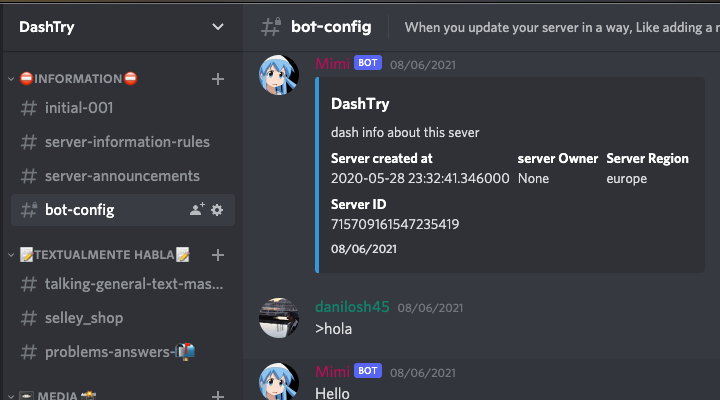 DashTry
⛔INFORMATION⛔
initial-001
server-information-rules
server-announcements
bot-config
📝TEXTUALMENTE HABLA📝
talking-general-text-mas...
selley_shop
problems-answers-📬
MEDIA
bot-config
When you update your server in a way, Like adding a
Mimi BOT 08/06/2021
DashTry
dash info about this sever
Server created at server Owner Server Region
2020-05-28 23:32:41.346000 None europe
Server ID
715709161547235419
08/06/2021
danilosh45 08/06/2021
>hola
Mimi BOT 08/06/2021
Hello